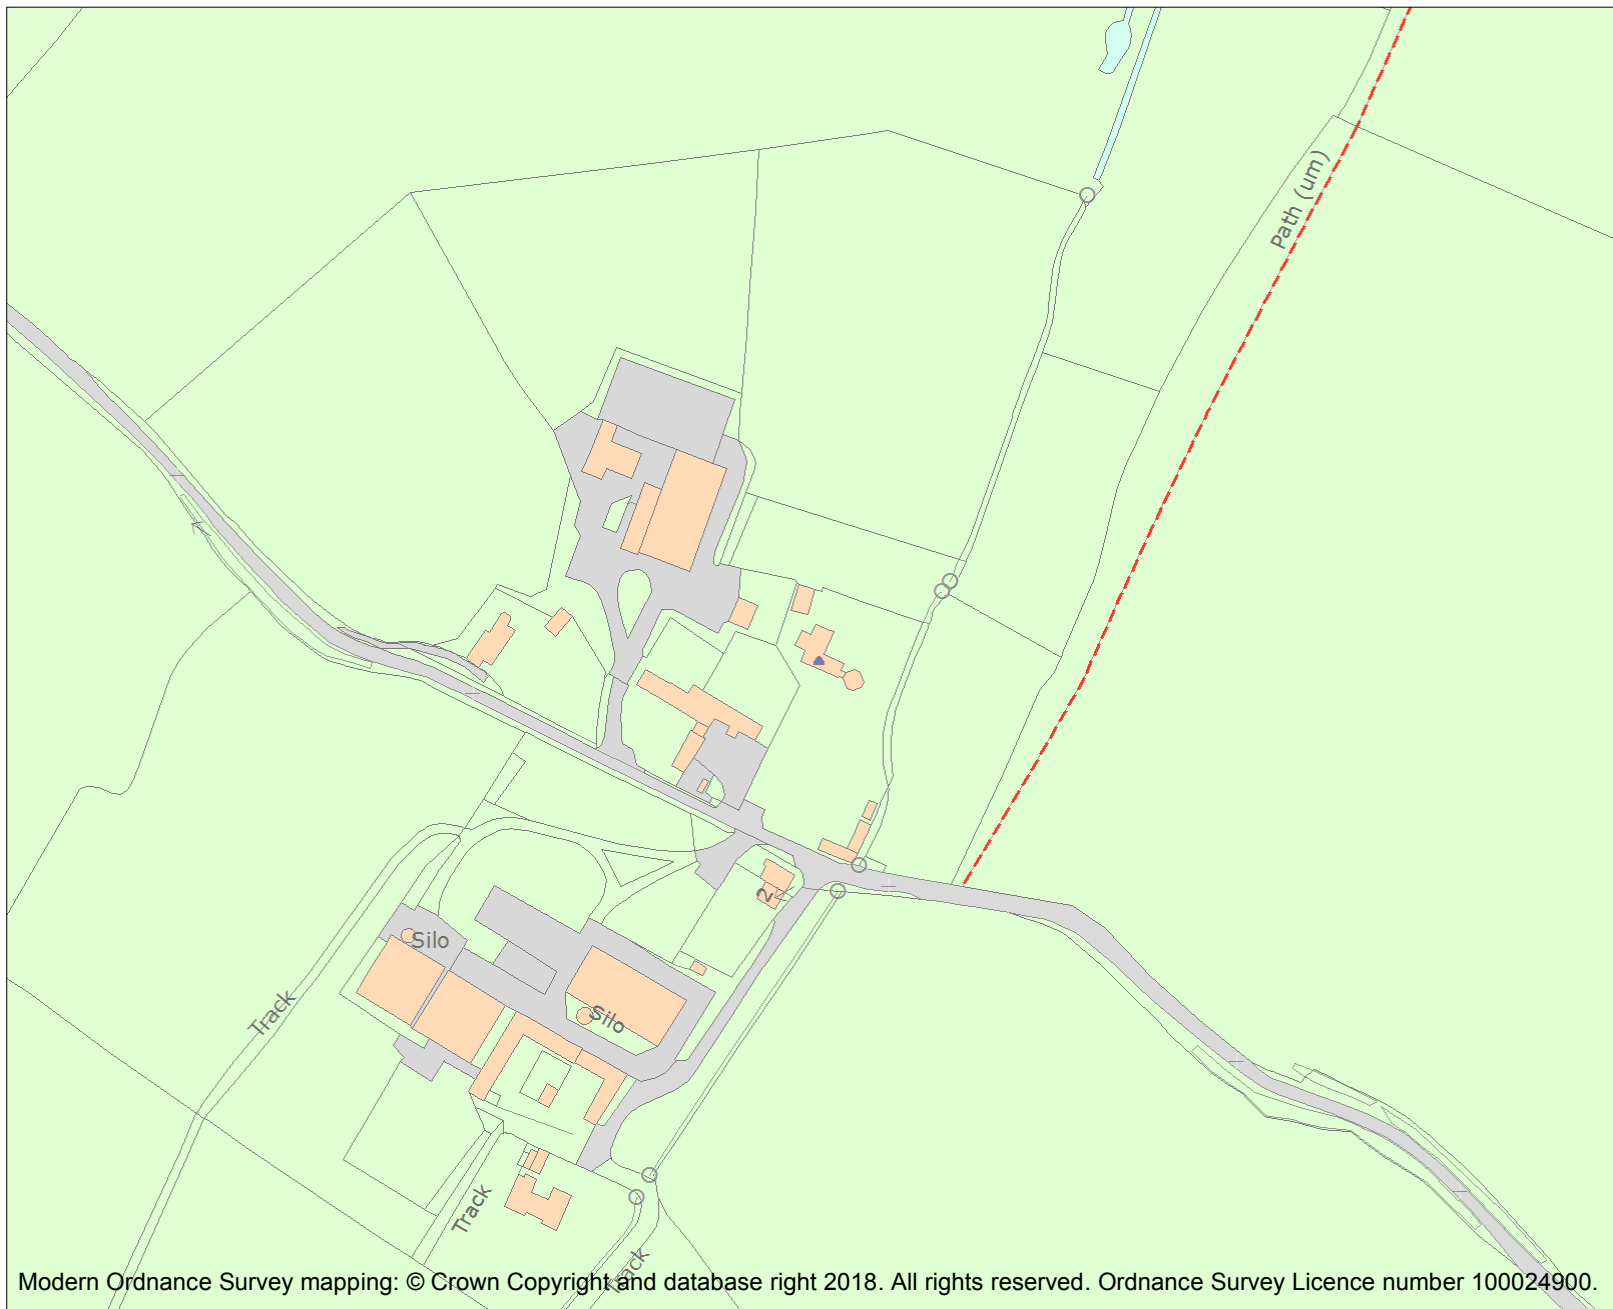 Path (um)
2
Silo
Track
Silo
Track
Track
Modern Ordnance Survey mapping: © Crown Copyright and database right 2018. All rights reserved. Ordnance Survey Licence number 100024900.